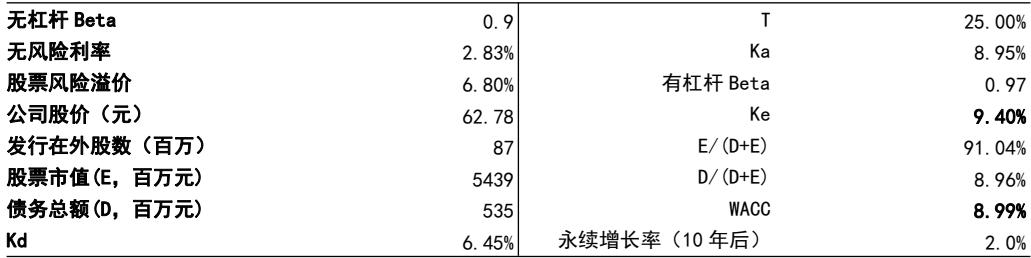 无杠杆 Beta 0.9 T 25.00%
无风险利率 2.83% Ka 8.95%
股票风险溢价 6.80% 有杠杆 Beta 0.97
公司股价（元） 62.78 Ke 9.40%
发行在外股数（百万） 87 E/(D+E) 91.04%
股票市值(E，百万元) 5439 D/(D+E) 8.96%
债务总额(D，百万元) 535 WACC 8.99%
Kd 6.45% 永续增长率（10 年后） 2.0%